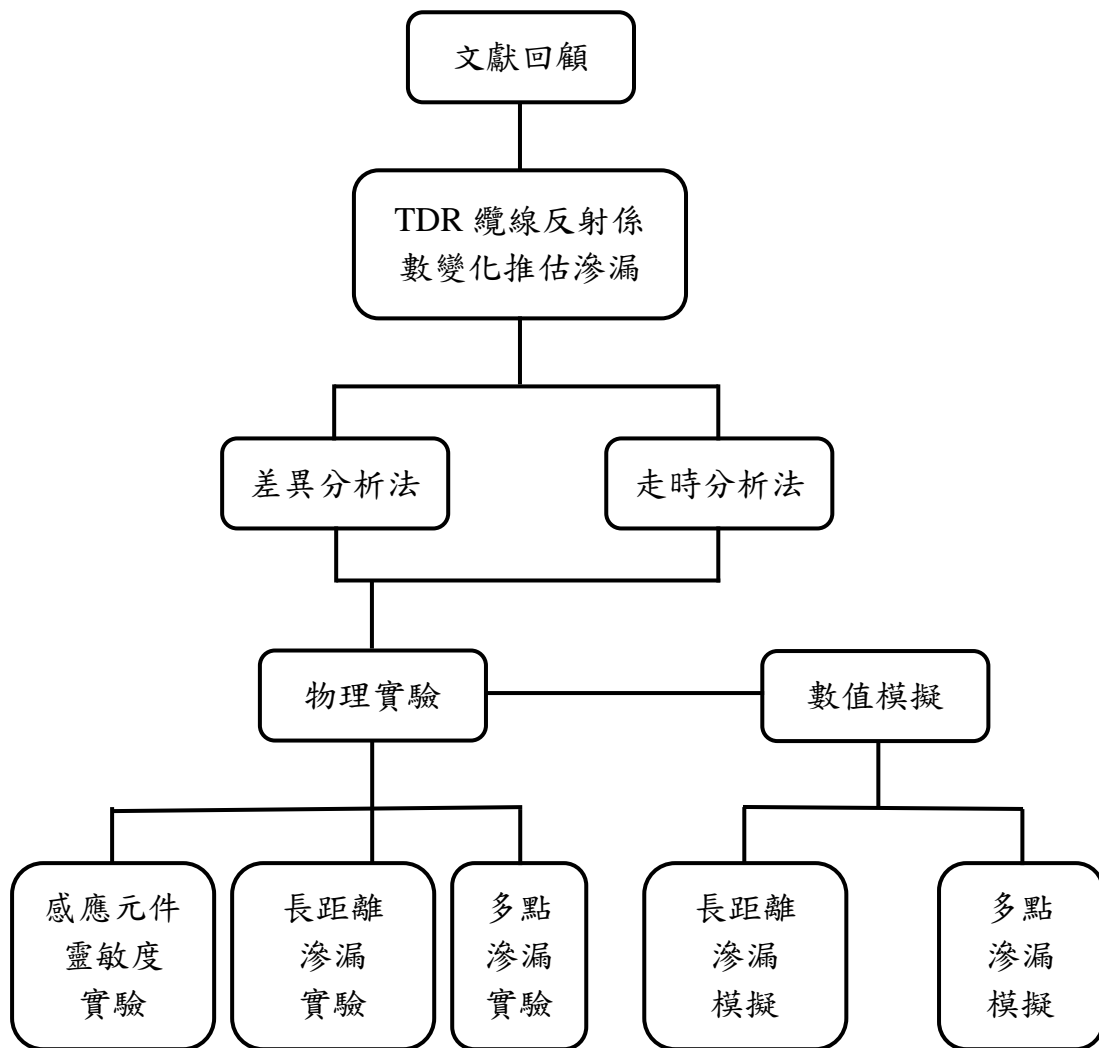 文獻回顧
TDR 纜線反射係
數變化推估滲漏
差異分析法
走時分析法
物理實驗
數值模擬
感應元件
靈敏度
實驗
長距離
滲漏
實驗
多點
滲漏
實驗
長距離
滲漏
模擬
多點
滲漏
模擬